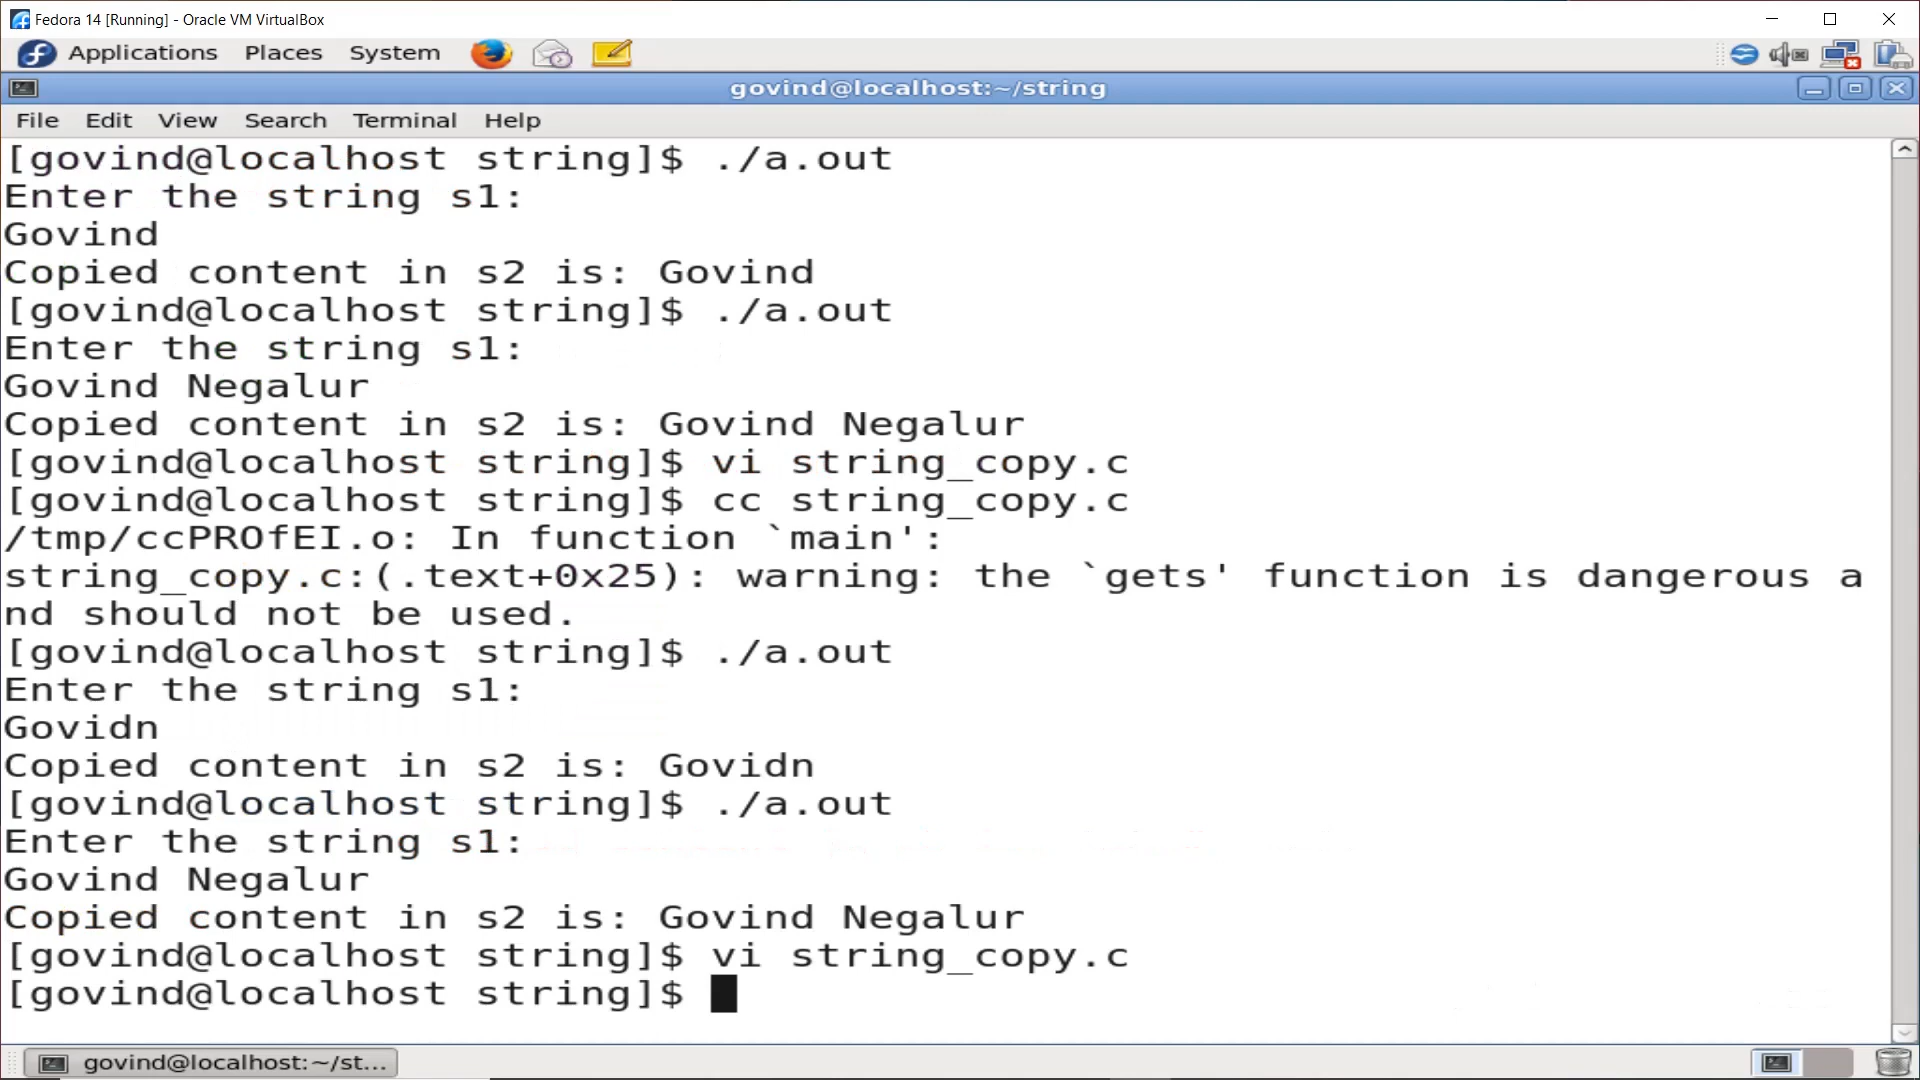 Fedora 14 [Running] - Oracle VM VirtualBox
Applications Places System
govind@localhost:~/string
File Edit View Search Terminal Help
[govind@localhost string]$ ./a.out
Enter the string s1:
Govind
Copied content in s2 is: Govind
[govind@localhost string]$ ./a.out
Enter the string s1:
Govind Negalur
Copied content in s2 is: Govind Negalur
[govind@localhost string]$ vi string_copy.c
[govind@localhost string]$ cc string_copy.c
/tmp/ccPROfEI.o: In function `main':
string_copy.c:(.text+0x25): warning: the `gets' function is dangerous a
nd should not be used.
[govind@localhost string]$ ./a.out
Enter the string s1:
Govidn
Copied content in s2 is: Govidn
[govind@localhost string]$ ./a.out
Enter the string s1:
Govind Negalur
Copied content in s2 is: Govind Negalur
[govind@localhost string]$ vi string_copy.c
[govind@localhost string]$
govind@localhost:~/st...